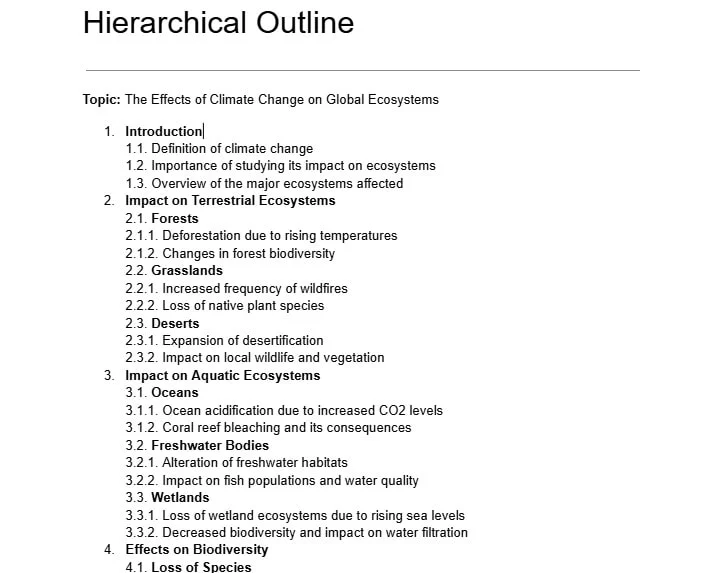 Hierarchical Outline
Topic: The Effects of Climate Change on Global Ecosystems
1. Introduction
1.1. Definition of climate change
1.2. Importance of studying its impact on ecosystems
1.3. Overview of the major ecosystems affected
2. Impact on Terrestrial Ecosystems
2.1. Forests
2.1.1. Deforestation due to rising temperatures
2.1.2. Changes in forest biodiversity
2.2. Grasslands
2.2.1. Increased frequency of wildfires
2.2.2. Loss of native plant species
2.3. Deserts
2.3.1. Expansion of desertification
2.3.2. Impact on local wildlife and vegetation
3. Impact on Aquatic Ecosystems
3.1. Oceans
3.1.1. Ocean acidification due to increased CO2 levels
3.1.2. Coral reef bleaching and its consequences
3.2. Freshwater Bodies
3.2.1. Alteration of freshwater habitats
3.2.2. Impact on fish populations and water quality
3.3. Wetlands
3.3.1. Loss of wetland ecosystems due to rising sea levels
3.3.2. Decreased biodiversity and impact on water filtration
4. Effects on Biodiversity
4.1. Loss of Species